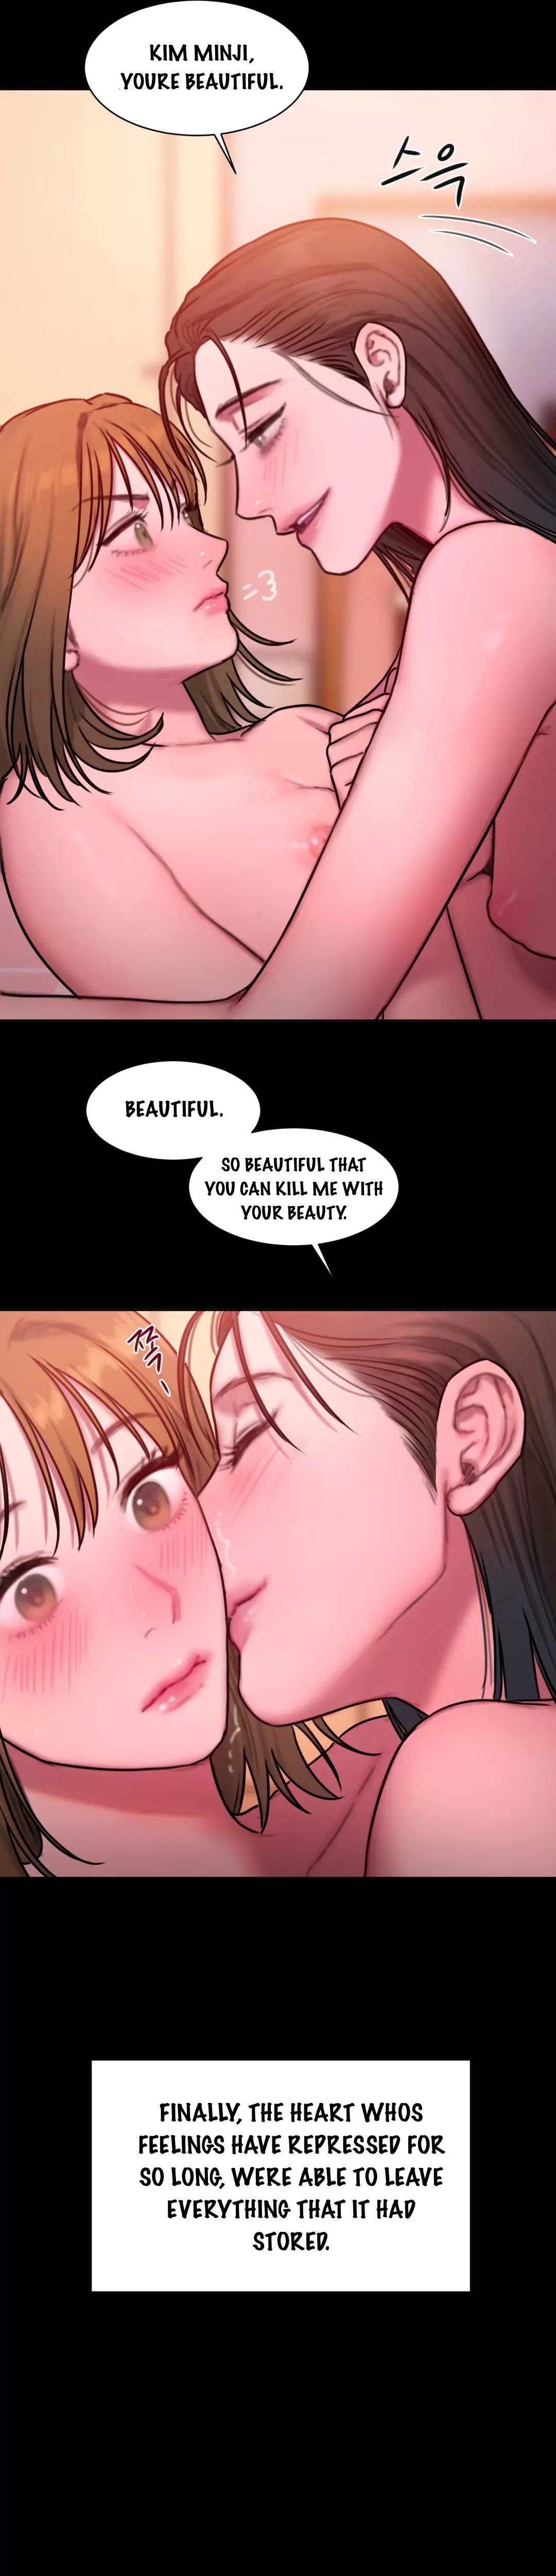 KIM MINJI,
YOURE BEAUTIFUL.
스윽
BEAUTIFUL.
SO BEAUTIFUL THAT
YOU CAN KILL ME WITH
YOUR BEAUTY.
쪽
FINALLY, THE HEART WHOS
FEELINGS HAVE REPRESSED FOR
SO LONG, WERE ABLE TO LEAVE
EVERYTHING THAT IT HAD
STORED.